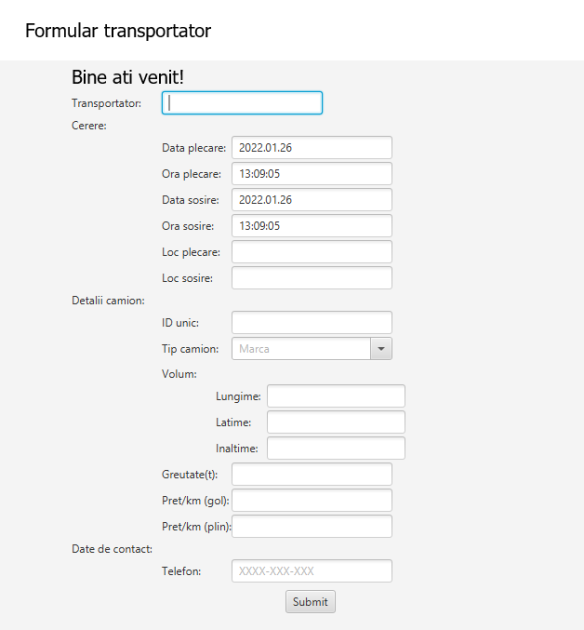 Formular transportator
Bine ati venit!
Transportator:
Cerere:
Data plecare: 2022.01.26
Ora plecare: 13:09:05
Data sosire: 2022.01.26
Ora sosire: 13:09:05
Loc plecare:
Loc sosire:
Detalii camion:
ID unic:
Tip camion: Marca
Volum:
Lungime:
Latime:
Inaltime:
Greutate(t):
Pret/km (gol):
Pret/km (plin):
Date de contact:
Telefon: XXXX-XXX-XXX
Submit